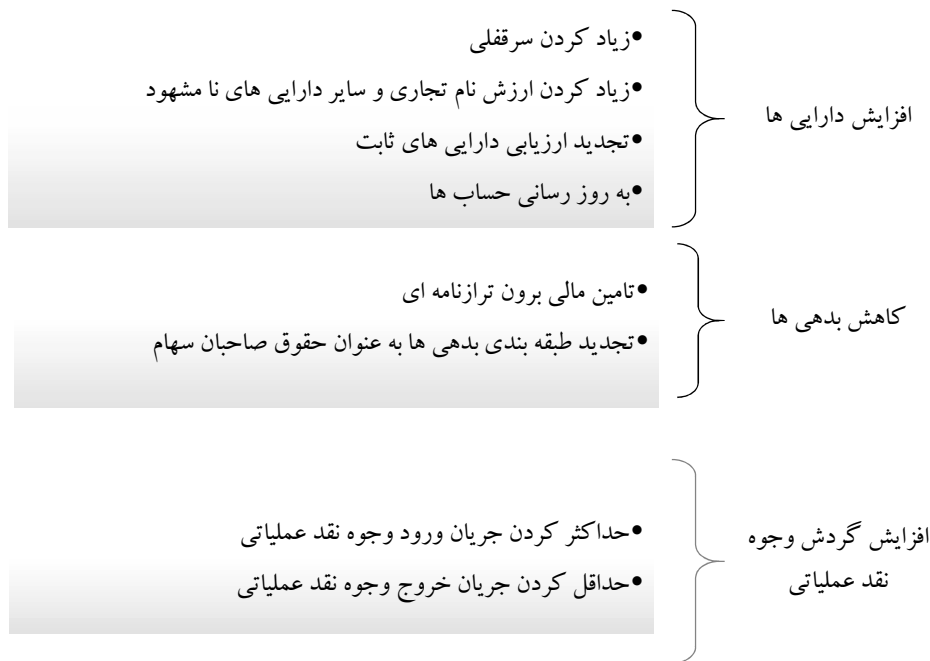 افزایش دارایی ها
•زیاد کردن سرقفلی
•زیاد کردن ارزش نام تجاری و سایر دارایی های نا مشهود
•تجدید ارزیابی دارایی های ثابت
•به روز رسانی حساب ها
کاهش بدهی ها
•تامین مالی برون ترازنامه ای
•تجدید طبقه بندی بدهی ها به عنوان حقوق صاحبان سهام
افزایش گردش وجوه
نقد عملیاتی
•حداکثر کردن جریان ورود وجوه نقد عملیاتی
•حداقل کردن جریان خروج وجوه نقد عملیاتی